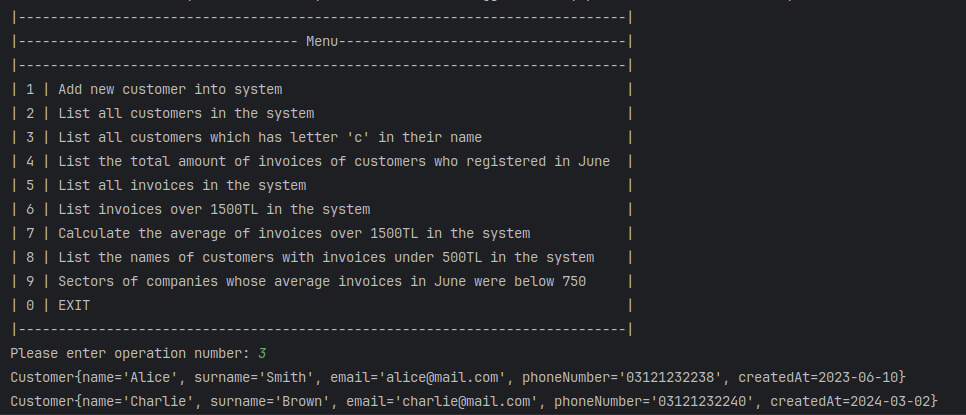 |----------------------------------------------------------------------------|
|----------------------------------- Menu------------------------------------|
|----------------------------------------------------------------------------|
| 1 | Add new customer into system                                           |
| 2 | List all customers in the system                                       |
| 3 | List all customers which has letter 'c' in their name                  |
| 4 | List the total amount of invoices of customers who registered in June  |
| 5 | List all invoices in the system                                        |
| 6 | List invoices over 1500TL in the system                                |
| 7 | Calculate the average of invoices over 1500TL in the system            |
| 8 | List the names of customers with invoices under 500TL in the system    |
| 9 | Sectors of companies whose average invoices in June were below 750     |
| 0 | EXIT                                                                   |
|----------------------------------------------------------------------------|
Please enter operation number: 3
Customer{name='Alice', surname='Smith', email='alice@mail.com', phoneNumber='03121232238', createdAt=2023-06-10}
Customer{name='Charlie', surname='Brown', email='charlie@mail.com', phoneNumber='03121232240', createdAt=2024-03-02}